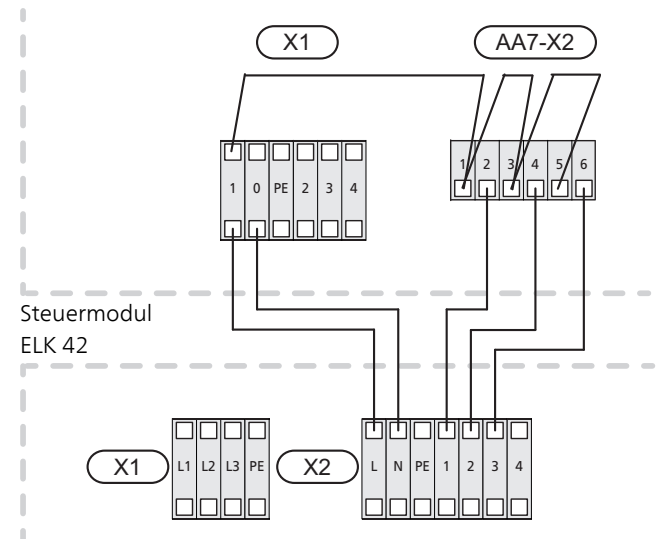 X1 AA7-X2
1 2 3 4 5 6
1 0 PE 2 3 4
Steuermodul
ELK 42
X1 L1 L2 L3 PE X2 L N PE 1 2 3 4